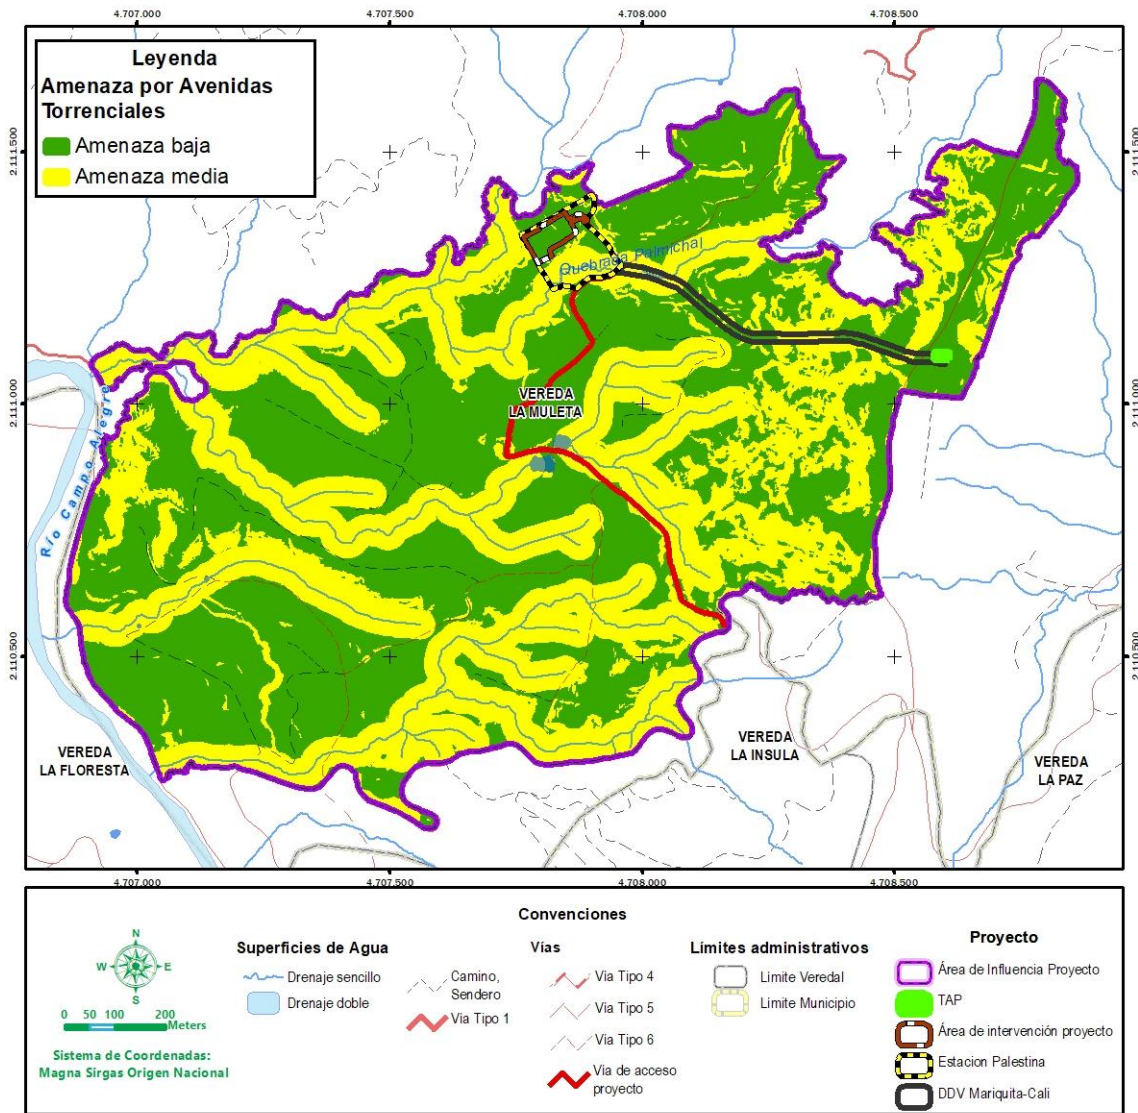 4.707.000
4.707.500
4.708.000
4.708.500
Leyenda
Amenaza por Avenidas
Torrenciales
Amenaza baja
Amenaza media
2.111.500
2.111.500
Quebrada Palmichal
2.111.000
2.111.000
VEREDA
LA MULETA
Río Campo Alegre
2.110.500
2.110.500
VEREDA
LA FLORESTA
VEREDA
LA INSULA
VEREDA
LA PAZ
4.707.000
4.707.500
4.708.000
4.708.500
Convenciones
N
W
E
S
0 50 100 200
Meters
Sistema de Coordenadas:
Magna Sirgas Origen Nacional
Superficies de Agua
Drenaje sencillo
Drenaje doble
Camino,
Sendero
Via Tipo 1
Vías
Via Tipo 4
Via Tipo 5
Via Tipo 6
Via de acceso
proyecto
Límites administrativos
Limite Veredal
Limite Municipio
Proyecto
Área de Influencia Proyecto
TAP
Área de intervención proyecto
Estacion Palestina
DDV Mariquita-Cali